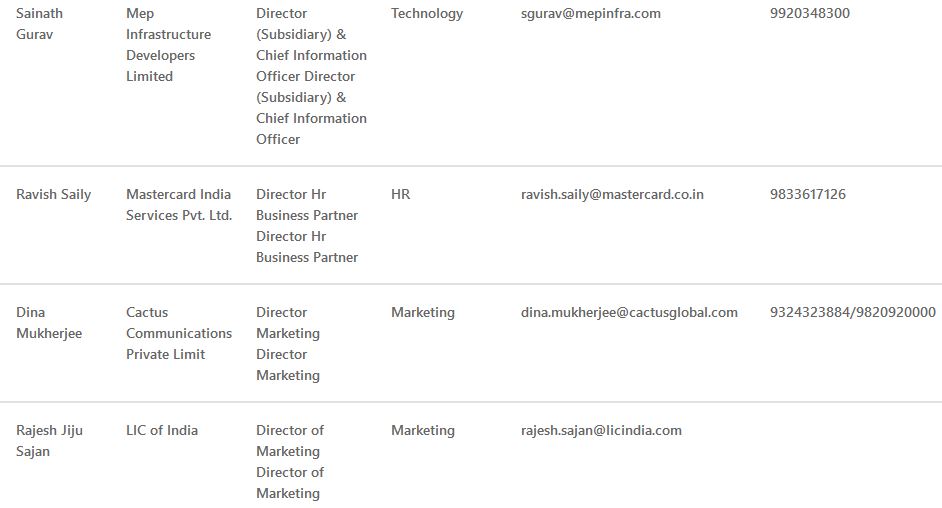 Sainath Mep Director Technology sgurav@mepinfra.com 9920348300
Gurav Infrastructure (Subsidiary) &
Developers Chief Information
Limited Officer Director
(Subsidiary) &
Chief Information
Officer
Ravish Saily Mastercard India Director Hr HR ravish.saily@mastercard.co.in 9833617126
Services Pvt. Ltd. Business Partner
Director Hr
Business Partner
Dina Cactus Director Marketing dina.mukherjee@cactusglobal.com 9324323884/9820920000
Mukherjee Communications Marketing
Private Limit Director
Marketing
Rajesh Jiju LIC of India Director of Marketing rajesh.sajan@licindia.com
Sajan Marketing
Director of
Marketing